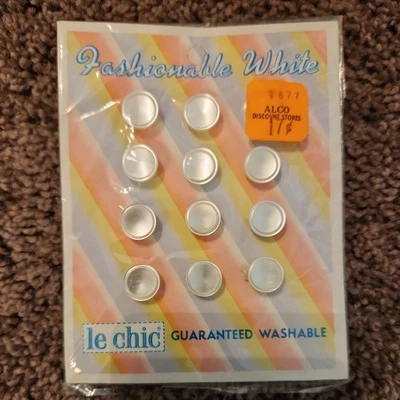 Fashionable White
ALCO
DISCOUNT STORES
17¢
le chic GUARANTEED WASHABLE